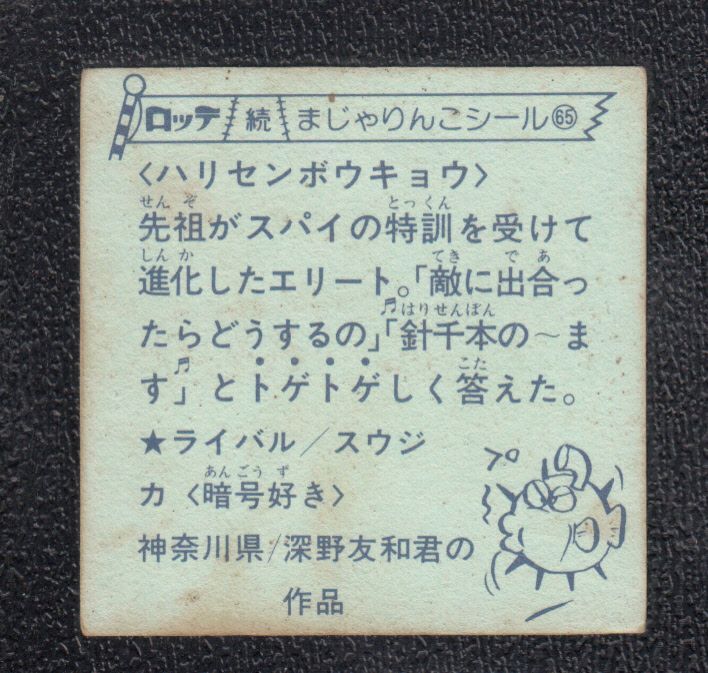 ロッテ 続 まじゃりんこシール㊿+65
〈ハリセンボウキョウ〉
せんぞ とっくん
先祖がスパイの特訓を受けて
しんか てき であ
進化したエリート。「敵に出合っ
♬はりせんぼん
たらどうするの」「針千本の～ま
♬ こた
す」とトゲトゲしく答えた。
★ライバル/スウジ
あんごうず
カ〈暗号好き〉
神奈川県/深野友和君の
作品
プ